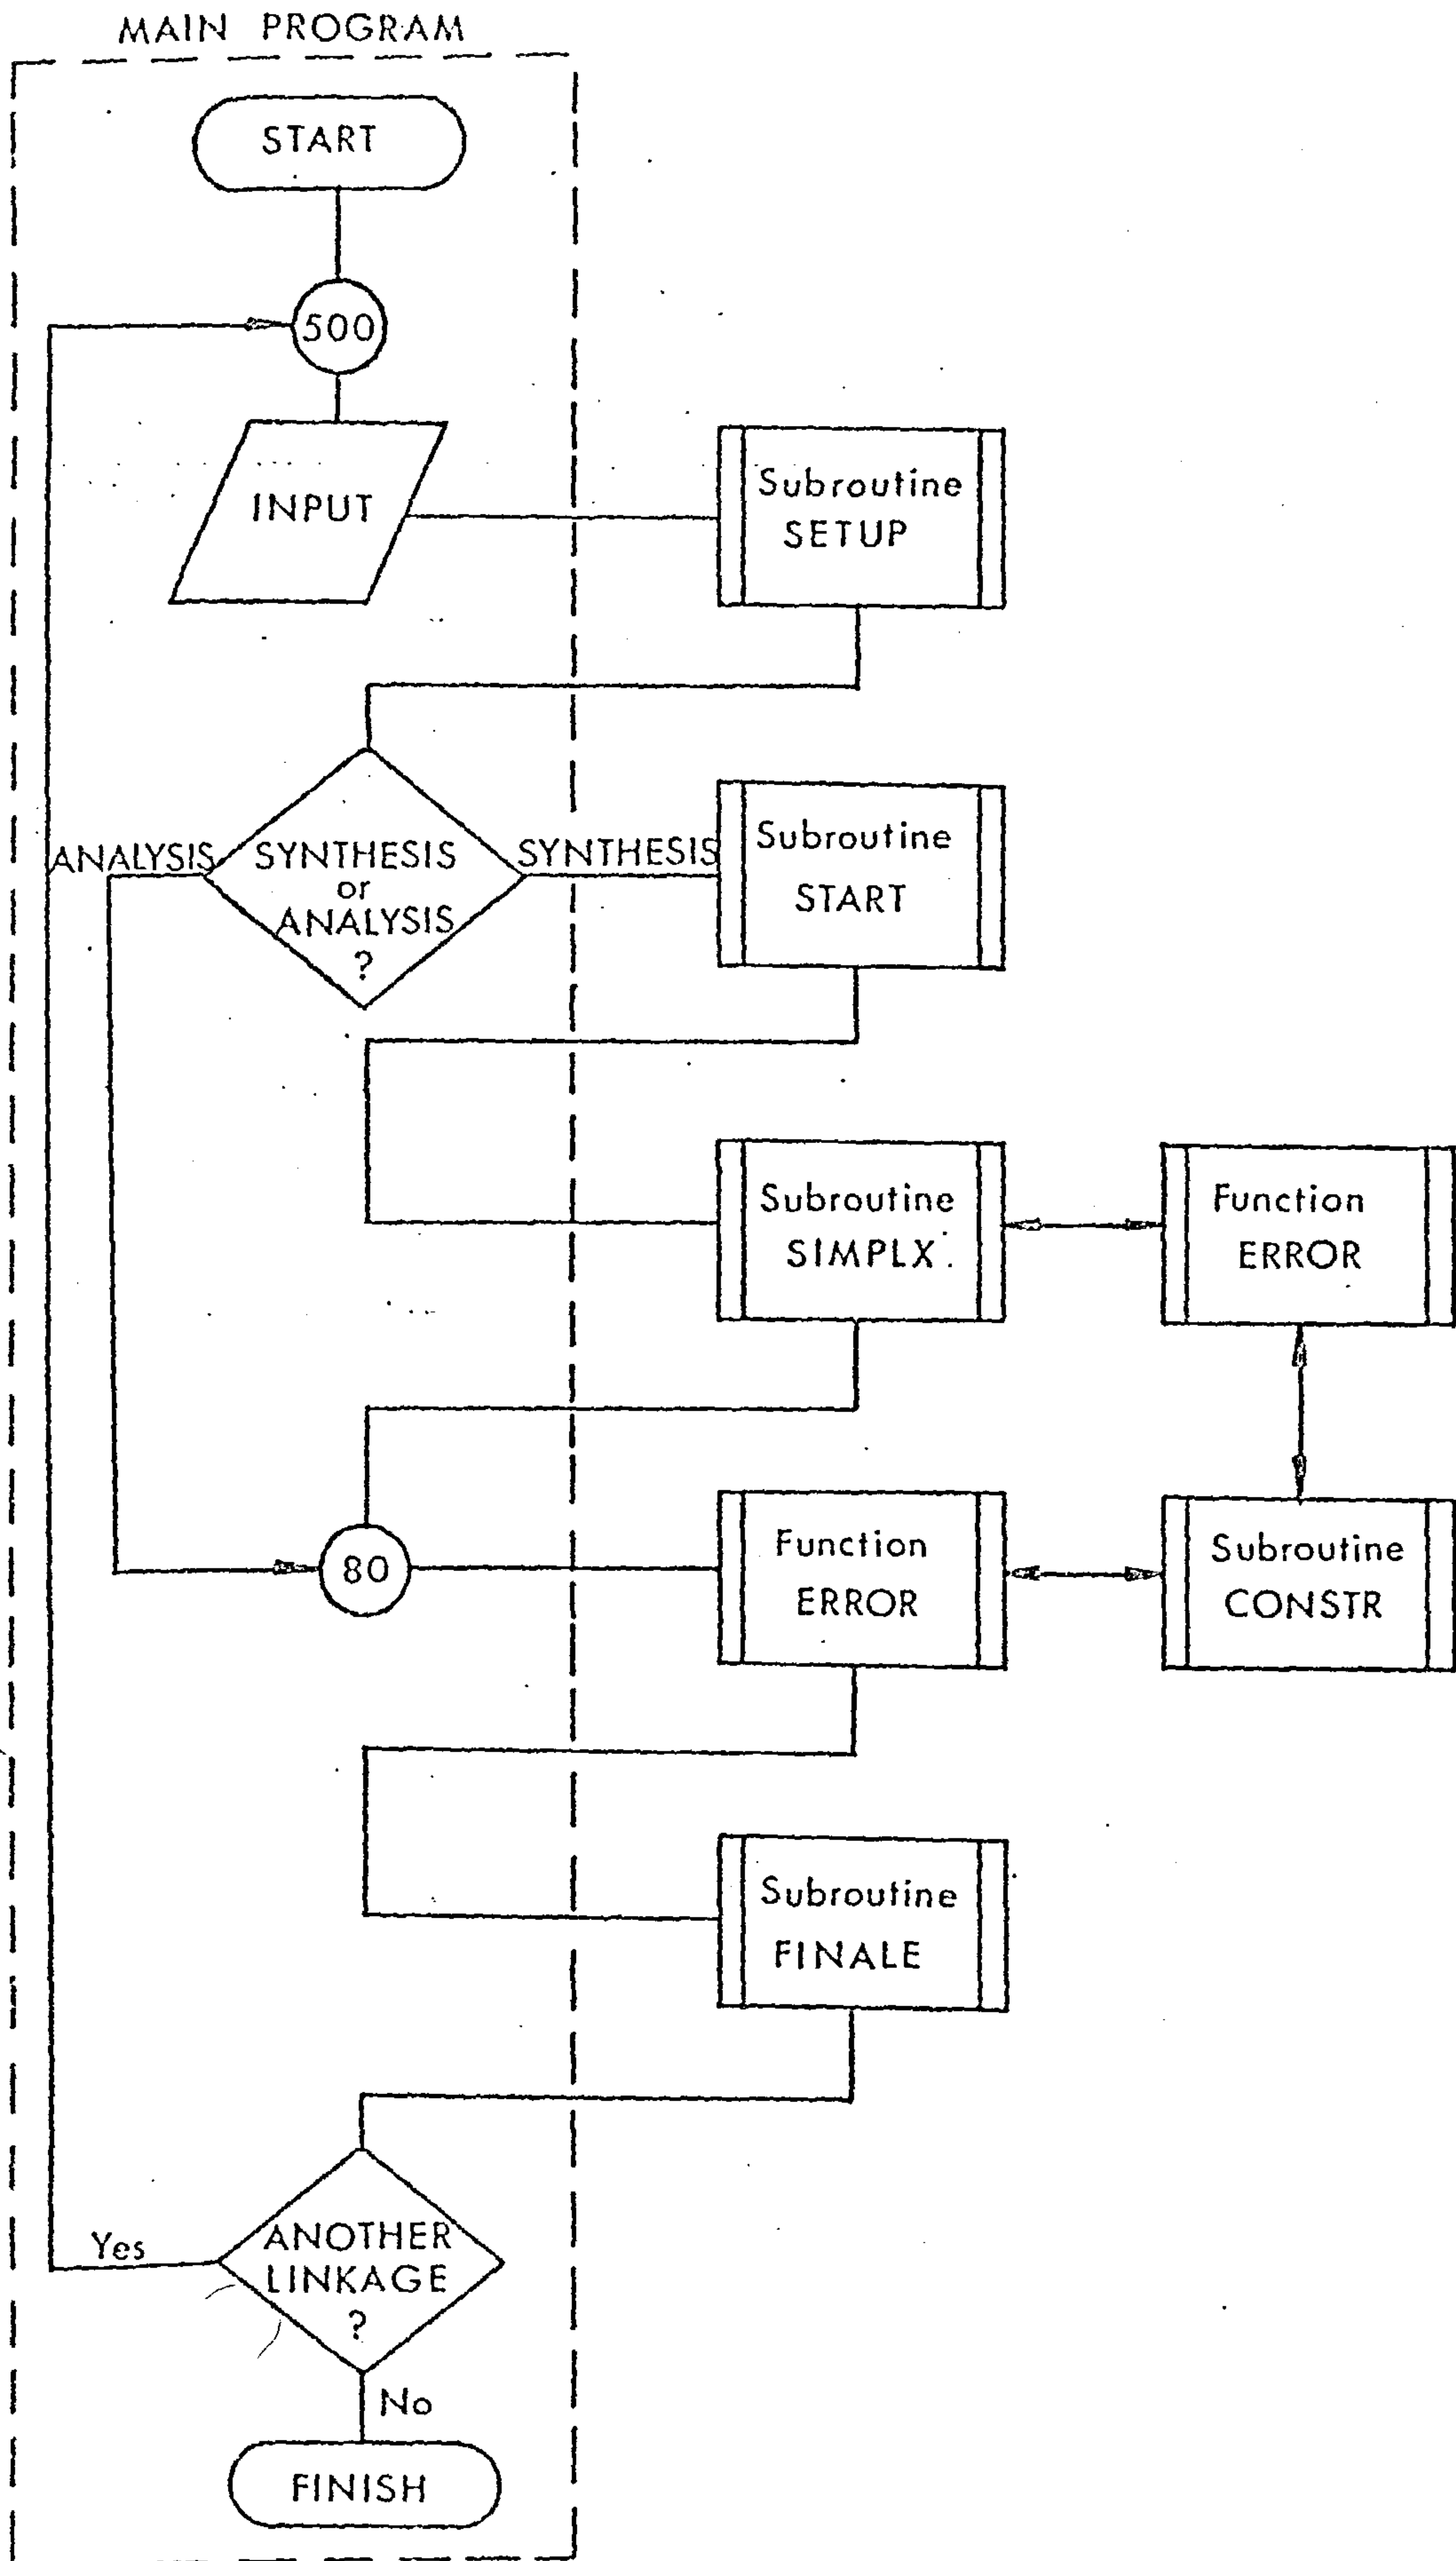 MAIN PROGRAM
START
500
INPUT
Subroutine
SETUP
ANALYSIS
SYNTHESIS
or
ANALYSIS
?
SYNTHESIS
Subroutine
START
Subroutine
SIMPLX
Function
ERROR
80
Function
ERROR
Subroutine
CONSTR
Subroutine
FINALE
Yes
ANOTHER
LINKAGE
?
No
FINISH